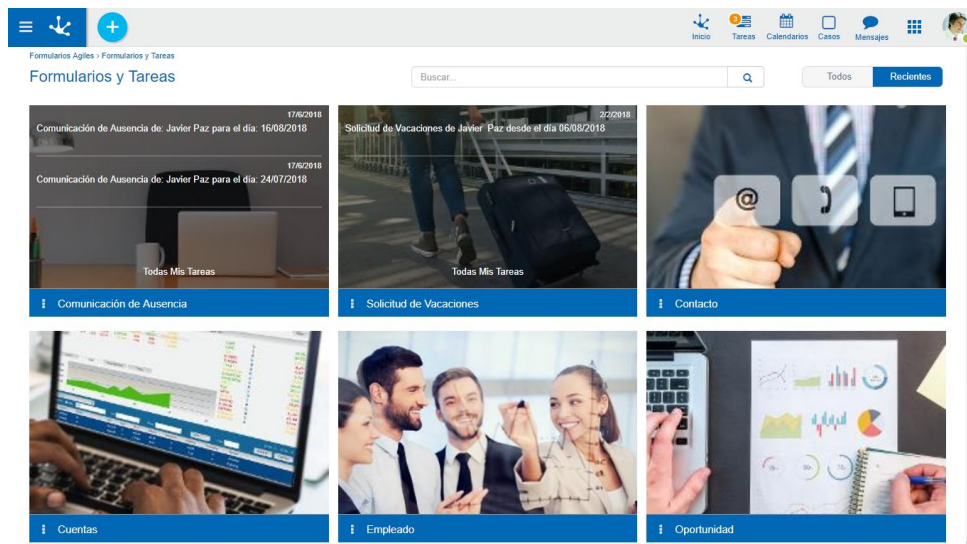 3
Inicio
Tareas
Calendarios
Casos
Mensajes
Formularios Agiles > Formularios y Tareas
Formularios y Tareas
Buscar...
Todos
Recientes
17/6/2018
Comunicación de Ausencia de: Javier Paz para el día: 16/08/2018
17/6/2018
Comunicación de Ausencia de: Javier Paz para el día: 24/07/2018
Todas Mis Tareas
Comunicación de Ausencia
2/2/2018
Solicitud de Vacaciones de Javier Paz desde el día 06/08/2018
Todas Mis Tareas
Solicitud de Vacaciones
@
Contacto
Cuentas
Empleado
Oportunidad